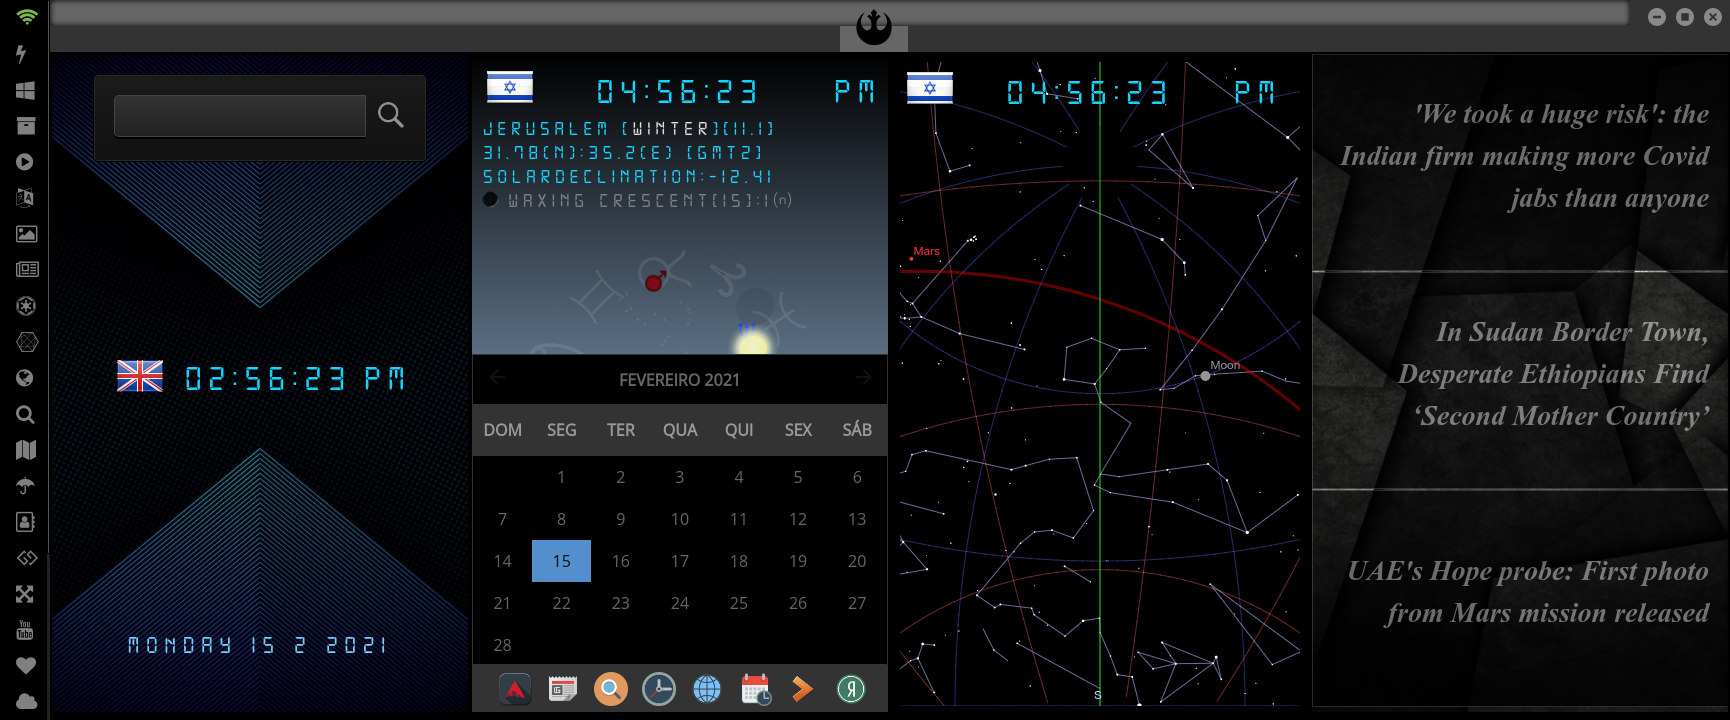 02:56:23 PM
MONDAY 15 2 2021
04:56:23 PM
JERUSALEM [WINTER][11.1]
31.78(N):35.2(E) [GMT2]
SOLARDECLINATION:-12.41
WAXING CRESCENT[15]:1(n)
FEVEREIRO 2021
DOM SEG TER QUA QUI SEX SÁB
1 2 3 4 5 6
7 8 9 10 11 12 13
14 15 16 17 18 19 20
21 22 23 24 25 26 27
28
04:56:23 PM
Mars
Moon
S
'We took a huge risk': the
Indian firm making more Covid
jabs than anyone
In Sudan Border Town,
Desperate Ethiopians Find
‘Second Mother Country’
UAE's Hope probe: First photo
from Mars mission released
You
Tube
Я